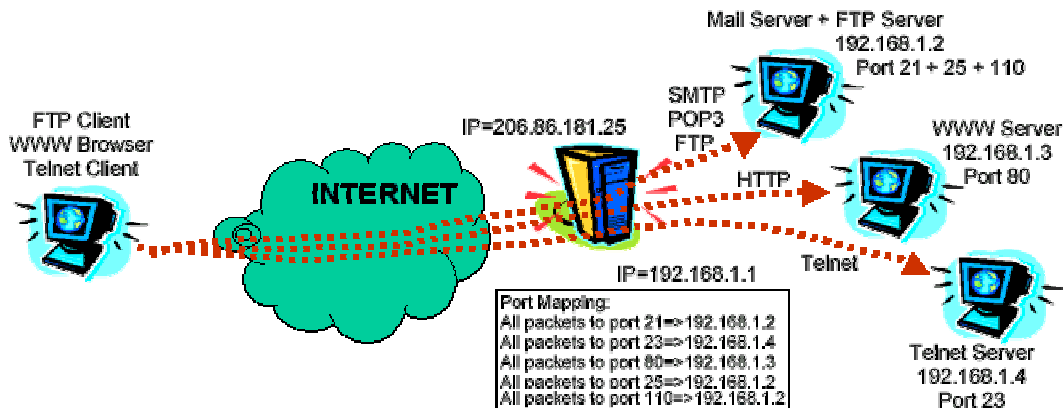 Mail Server + FTP Server
192.168.1.2
Port 21 + 25 + 110
FTP Client
WWW Browser
Telnet Client
INTERNET
IP=206.86.181.25
SMTP
POP3
FTP
WWW Server
192.168.1.3
Port 80
HTTP
Telnet
IP=192.168.1.1
Port Mapping:
All packets to port 21=>192.168.1.2
All packets to port 23=>192.168.1.4
All packets to port 80=>192.168.1.3
All packets to port 25=>192.168.1.2
All packets to port 110=>192.168.1.2
Telnet Server
192.168.1.4
Port 23